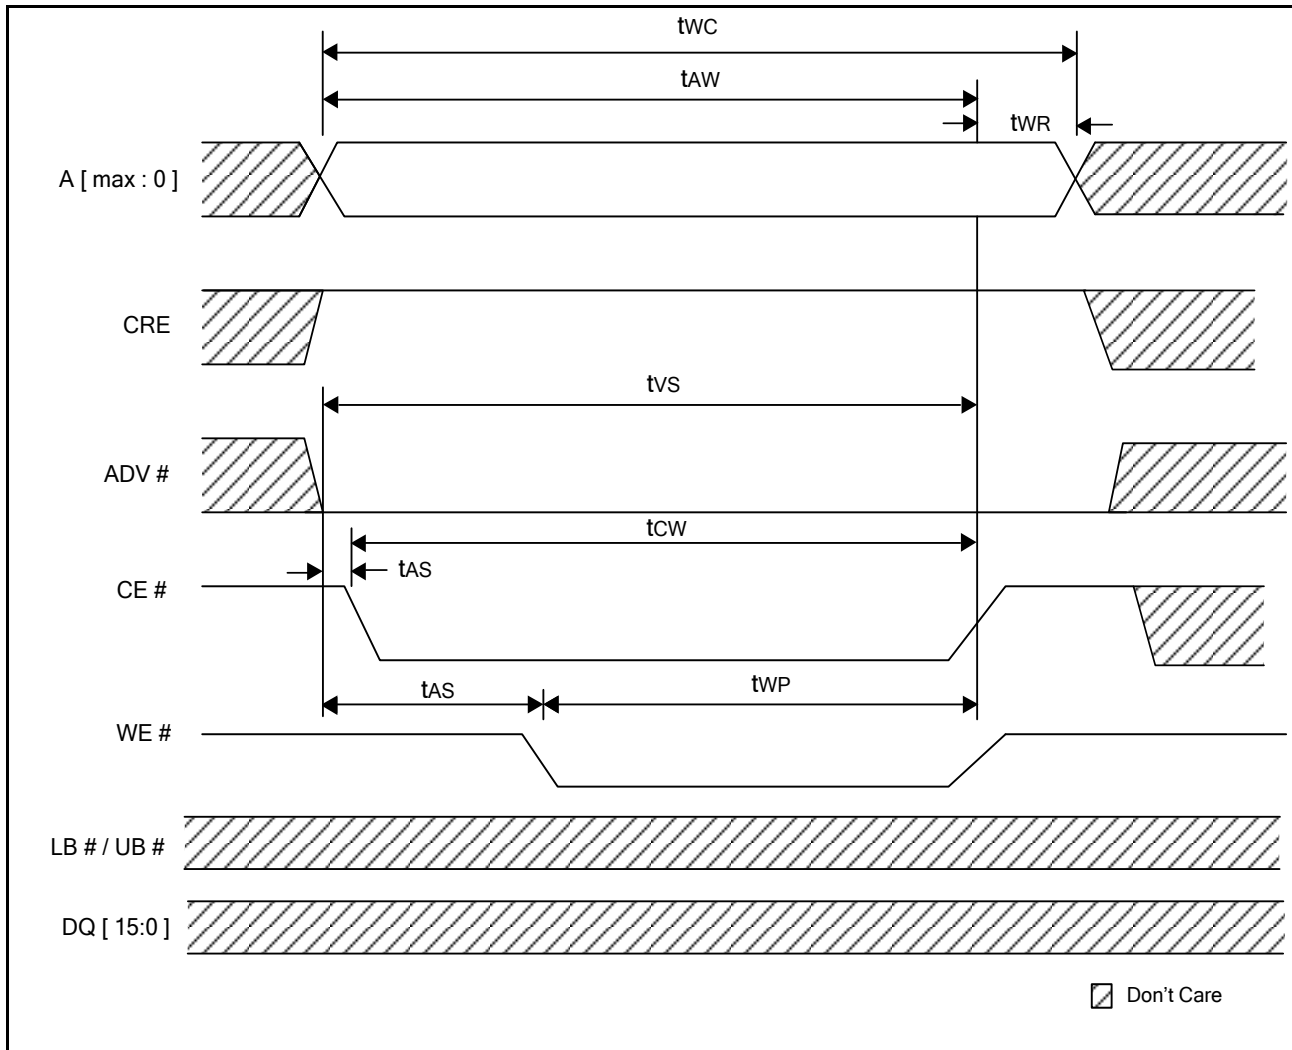 tWC
tAW
tWR
A [ max : 0 ]
CRE
tVS
ADV #
tCW
tAS
CE #
tAS
tWP
WE #
LB # / UB #
DQ [ 15:0 ]
Don't Care